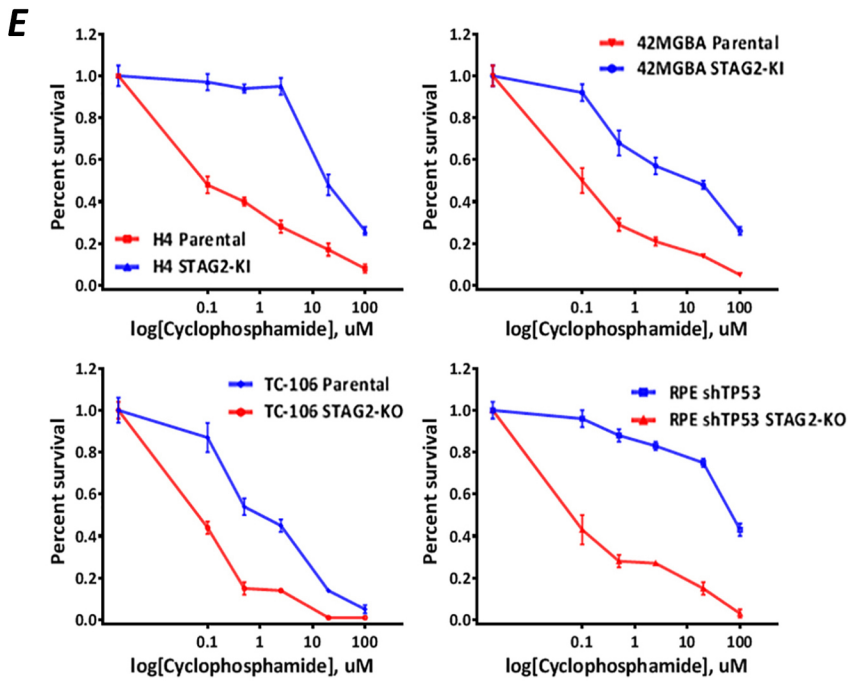 E
1.2
1.0
0.8
0.6
0.4
0.2
0.0
Percent survival
H4 Parental
H4 STAG2-KI
0.1 1 10 100
log[Cyclophosphamide], uM
1.2
1.0
0.8
0.6
0.4
0.2
0.0
Percent survival
42MGBA Parental
42MGBA STAG2-KI
0.1 1 10 100
log[Cyclophosphamide], uM
1.2
1.0
0.8
0.6
0.4
0.2
0.0
Percent survival
TC-106 Parental
TC-106 STAG2-KO
0.1 1 10 100
log[Cyclophosphamide], uM
1.2
1.0
0.8
0.6
0.4
0.2
0.0
Percent survival
RPE shTP53
RPE shTP53 STAG2-KO
0.1 1 10 100
log[Cyclophosphamide], uM